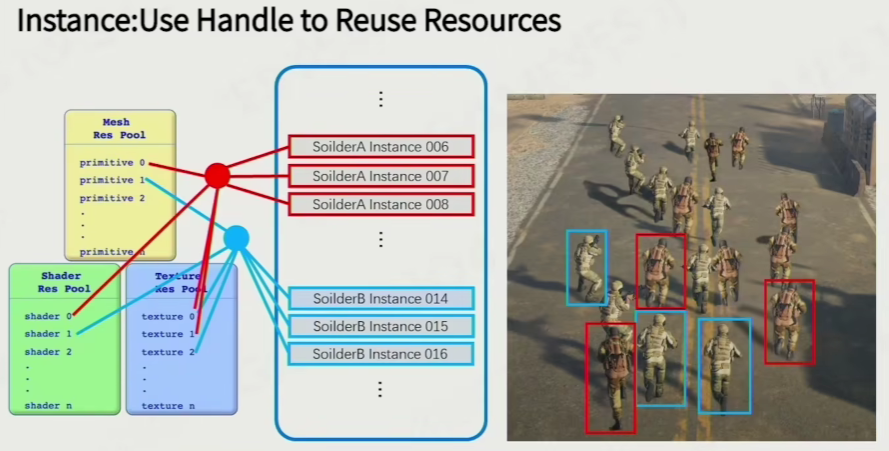 Instance:Use Handle to Reuse Resources
Mesh
Res Pool
primitive 0
primitive 1
primitive 2
.
.
.
primitive n
Shader
Res Pool
shader 0
shader 1
shader 2
.
.
.
shader n
Texture
Res Pool
texture 0
texture 1
texture 2
.
.
.
texture n
⋮
SoilderA Instance 006
SoilderA Instance 007
SoilderA Instance 008
⋮
SoilderB Instance 014
SoilderB Instance 015
SoilderB Instance 016
⋮